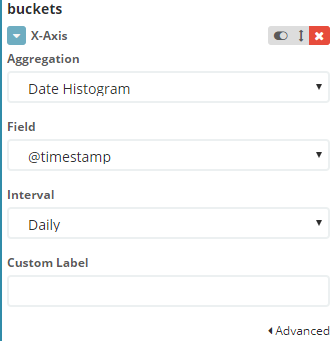 buckets
X-Axis
Aggregation
Date Histogram
Field
@timestamp
Interval
Daily
Custom Label
Advanced